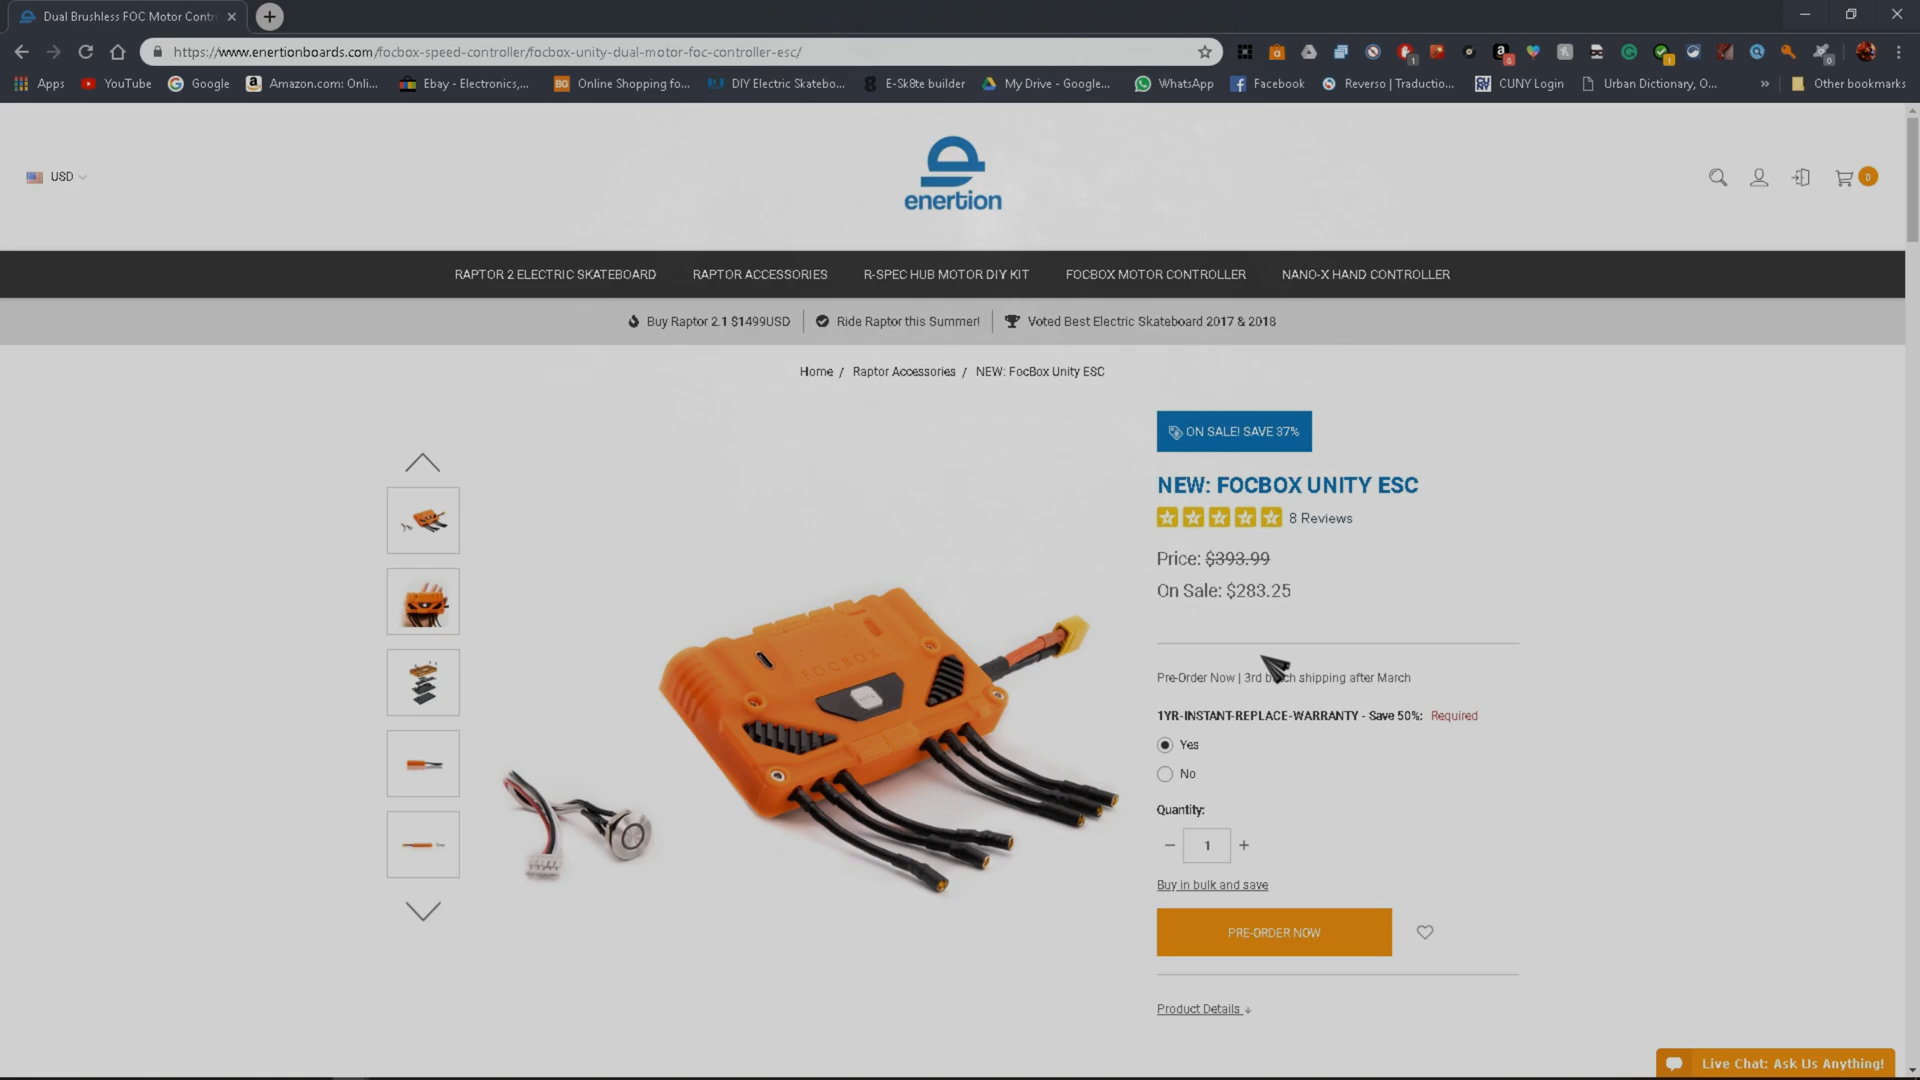 Dual Brushless FOC Motor Contr
https://www.enertionboards.com/focbox-speed-controller/focbox-unity-dual-motor-foc-controller-esc/
Apps YouTube Google Amazon.com: Onli... Ebay - Electronics,... Online Shopping fo... DIY Electric Skatebo... E-Sk8te builder My Drive - Google... WhatsApp Facebook Reverso | Traductio... CUNY Login Urban Dictionary, O... » Other bookmarks
USD
enertion
0
RAPTOR 2 ELECTRIC SKATEBOARD RAPTOR ACCESSORIES R-SPEC HUB MOTOR DIY KIT FOCBOX MOTOR CONTROLLER NANO-X HAND CONTROLLER
Buy Raptor 2.1 $1499USD Ride Raptor this Summer! Voted Best Electric Skateboard 2017 & 2018
Home / Raptor Accessories / NEW: FocBox Unity ESC
ON SALE! SAVE 37%
NEW: FOCBOX UNITY ESC
8 Reviews
Price: $393.99
On Sale: $283.25
Pre-Order Now | 3rd batch shipping after March
1YR-INSTANT-REPLACE-WARRANTY - Save 50%: Required
Yes
No
Quantity:
1
Buy in bulk and save
PRE-ORDER NOW
Product Details
FOCBOX
Live Chat: Ask Us Anything!